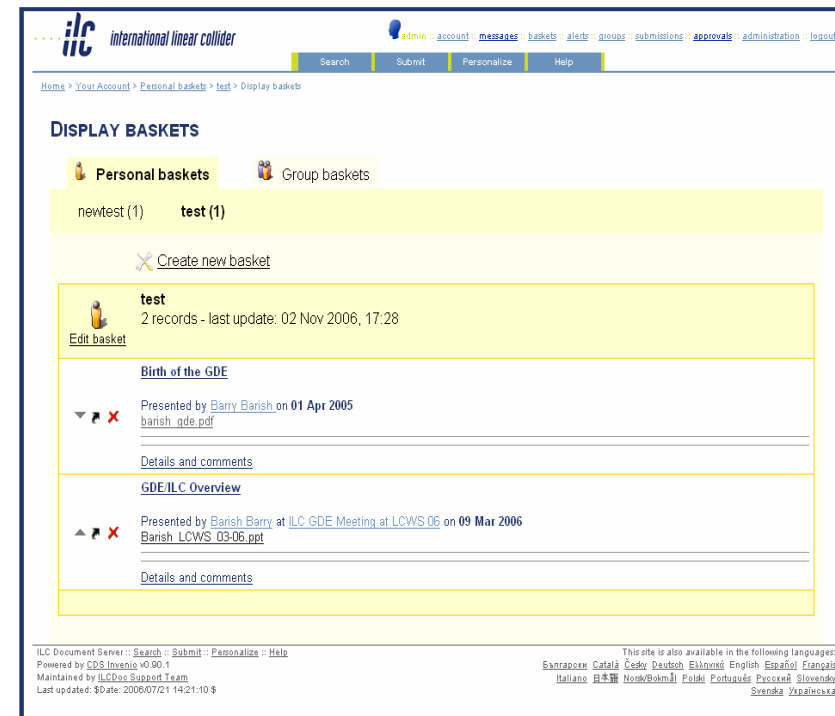 ilc international linear collider
admin :: account :: messages :: baskets :: alerts :: groups :: submissions :: approvals :: administration :: logout
Search Submit Personalize Help
Home > Your Account > Personal baskets > test > Display baskets
DISPLAY BASKETS
Personal baskets Group baskets
newtest (1) test (1)
Create new basket
test
2 records - last update: 02 Nov 2006, 17:28
Edit basket
Birth of the GDE
Presented by Barry Barish on 01 Apr 2005
barish_gde.pdf
Details and comments
GDE/ILC Overview
Presented by Barish Barry at ILC GDE Meeting at LCWS 06 on 09 Mar 2006
Barish_LCWS_03-06.ppt
Details and comments
ILC Document Server :: Search :: Submit :: Personalize :: Help
Powered by CDS Invenio v0.90.1
Maintained by ILCDoc Support Team
Last updated: $Date: 2006/07/21 14:21:10 $
This site is also available in the following languages:
Български Català Česky Deutsch Ελληνικά English Español Français
Italiano 日本語 Norsk/Bokmål Polski Português Русский Slovensky
Svenska Українська